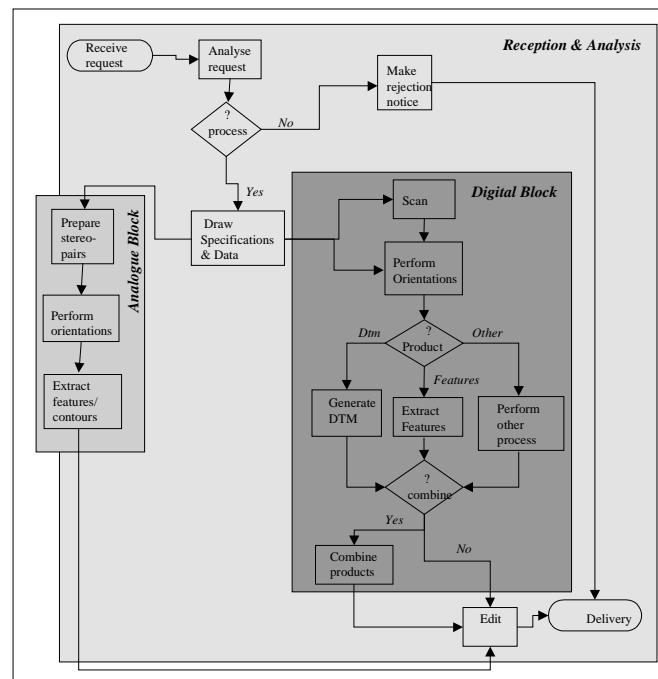 Receive
request
Analyse
request
Reception & Analysis
Make
rejection
notice
?
process
No
Yes
Draw
Specifications
& Data
Analogue Block
Prepare
stereo-
pairs
Perform
orientations
Extract
features/
contours
Digital Block
Scan
Perform
Orientations
?
Product
Dtm
Other
Features
Generate
DTM
Extract
Features
Perform
other
process
?
combine
Yes
No
Combine
products
Edit
Delivery